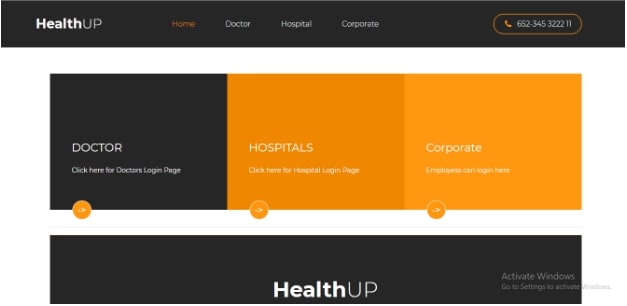 HealthUP
Home Doctor Hospital Corporate
652-345 3222 11
DOCTOR
Click here for Doctors Login Page
->
HOSPITALS
Click here for Hospital Login Page
->
Corporate
Employess can login here
->
HealthUP
Activate Windows
Go to Settings to activate Windows.